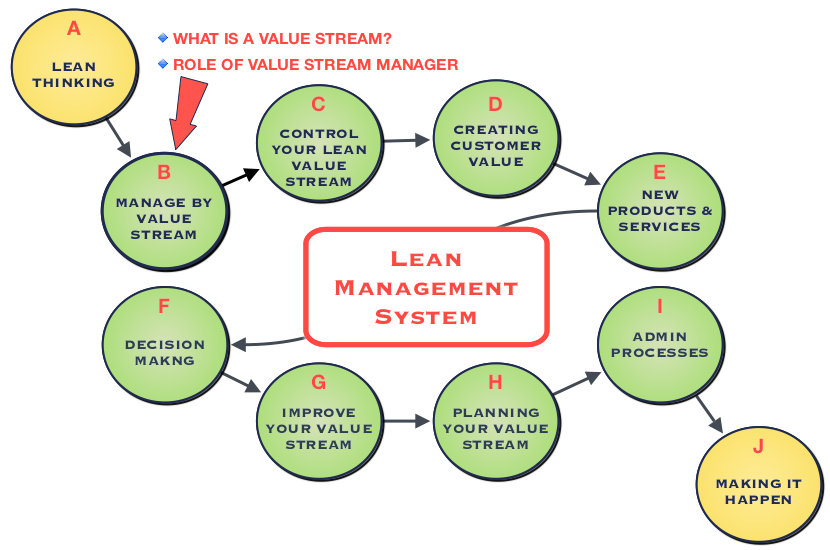 A
LEAN
THINKING
WHAT IS A VALUE STREAM?
ROLE OF VALUE STREAM MANAGER
B
MANAGE BY
VALUE
STREAM
C
CONTROL
YOUR LEAN
VALUE
STREAM
D
CREATING
CUSTOMER
VALUE
E
NEW
PRODUCTS &
SERVICES
LEAN
MANAGEMENT
SYSTEM
F
DECISION
MAKNG
G
IMPROVE
YOUR VALUE
STREAM
H
PLANNING
YOUR VALUE
STREAM
I
ADMIN
PROCESSES
J
MAKING IT
HAPPEN